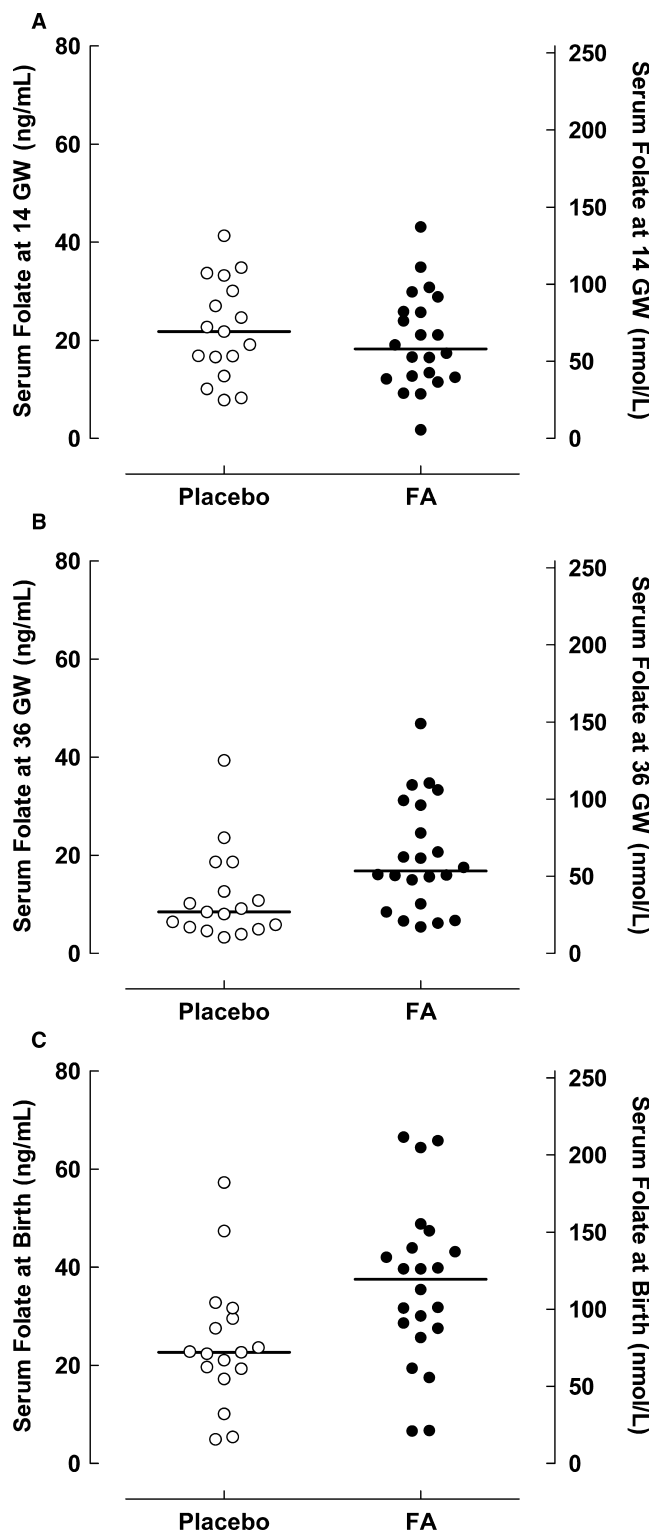 A
Serum Folate at 14 GW (ng/mL)
80
60
40
20
0
250
200
150
100
50
0
Serum Folate at 14 GW (nmol/L)
Placebo
FA
B
Serum Folate at 36 GW (ng/mL)
80
60
40
20
0
250
200
150
100
50
0
Serum Folate at 36 GW (nmol/L)
Placebo
FA
C
Serum Folate at Birth (ng/mL)
80
60
40
20
0
250
200
150
100
50
0
Serum Folate at Birth (nmol/L)
Placebo
FA